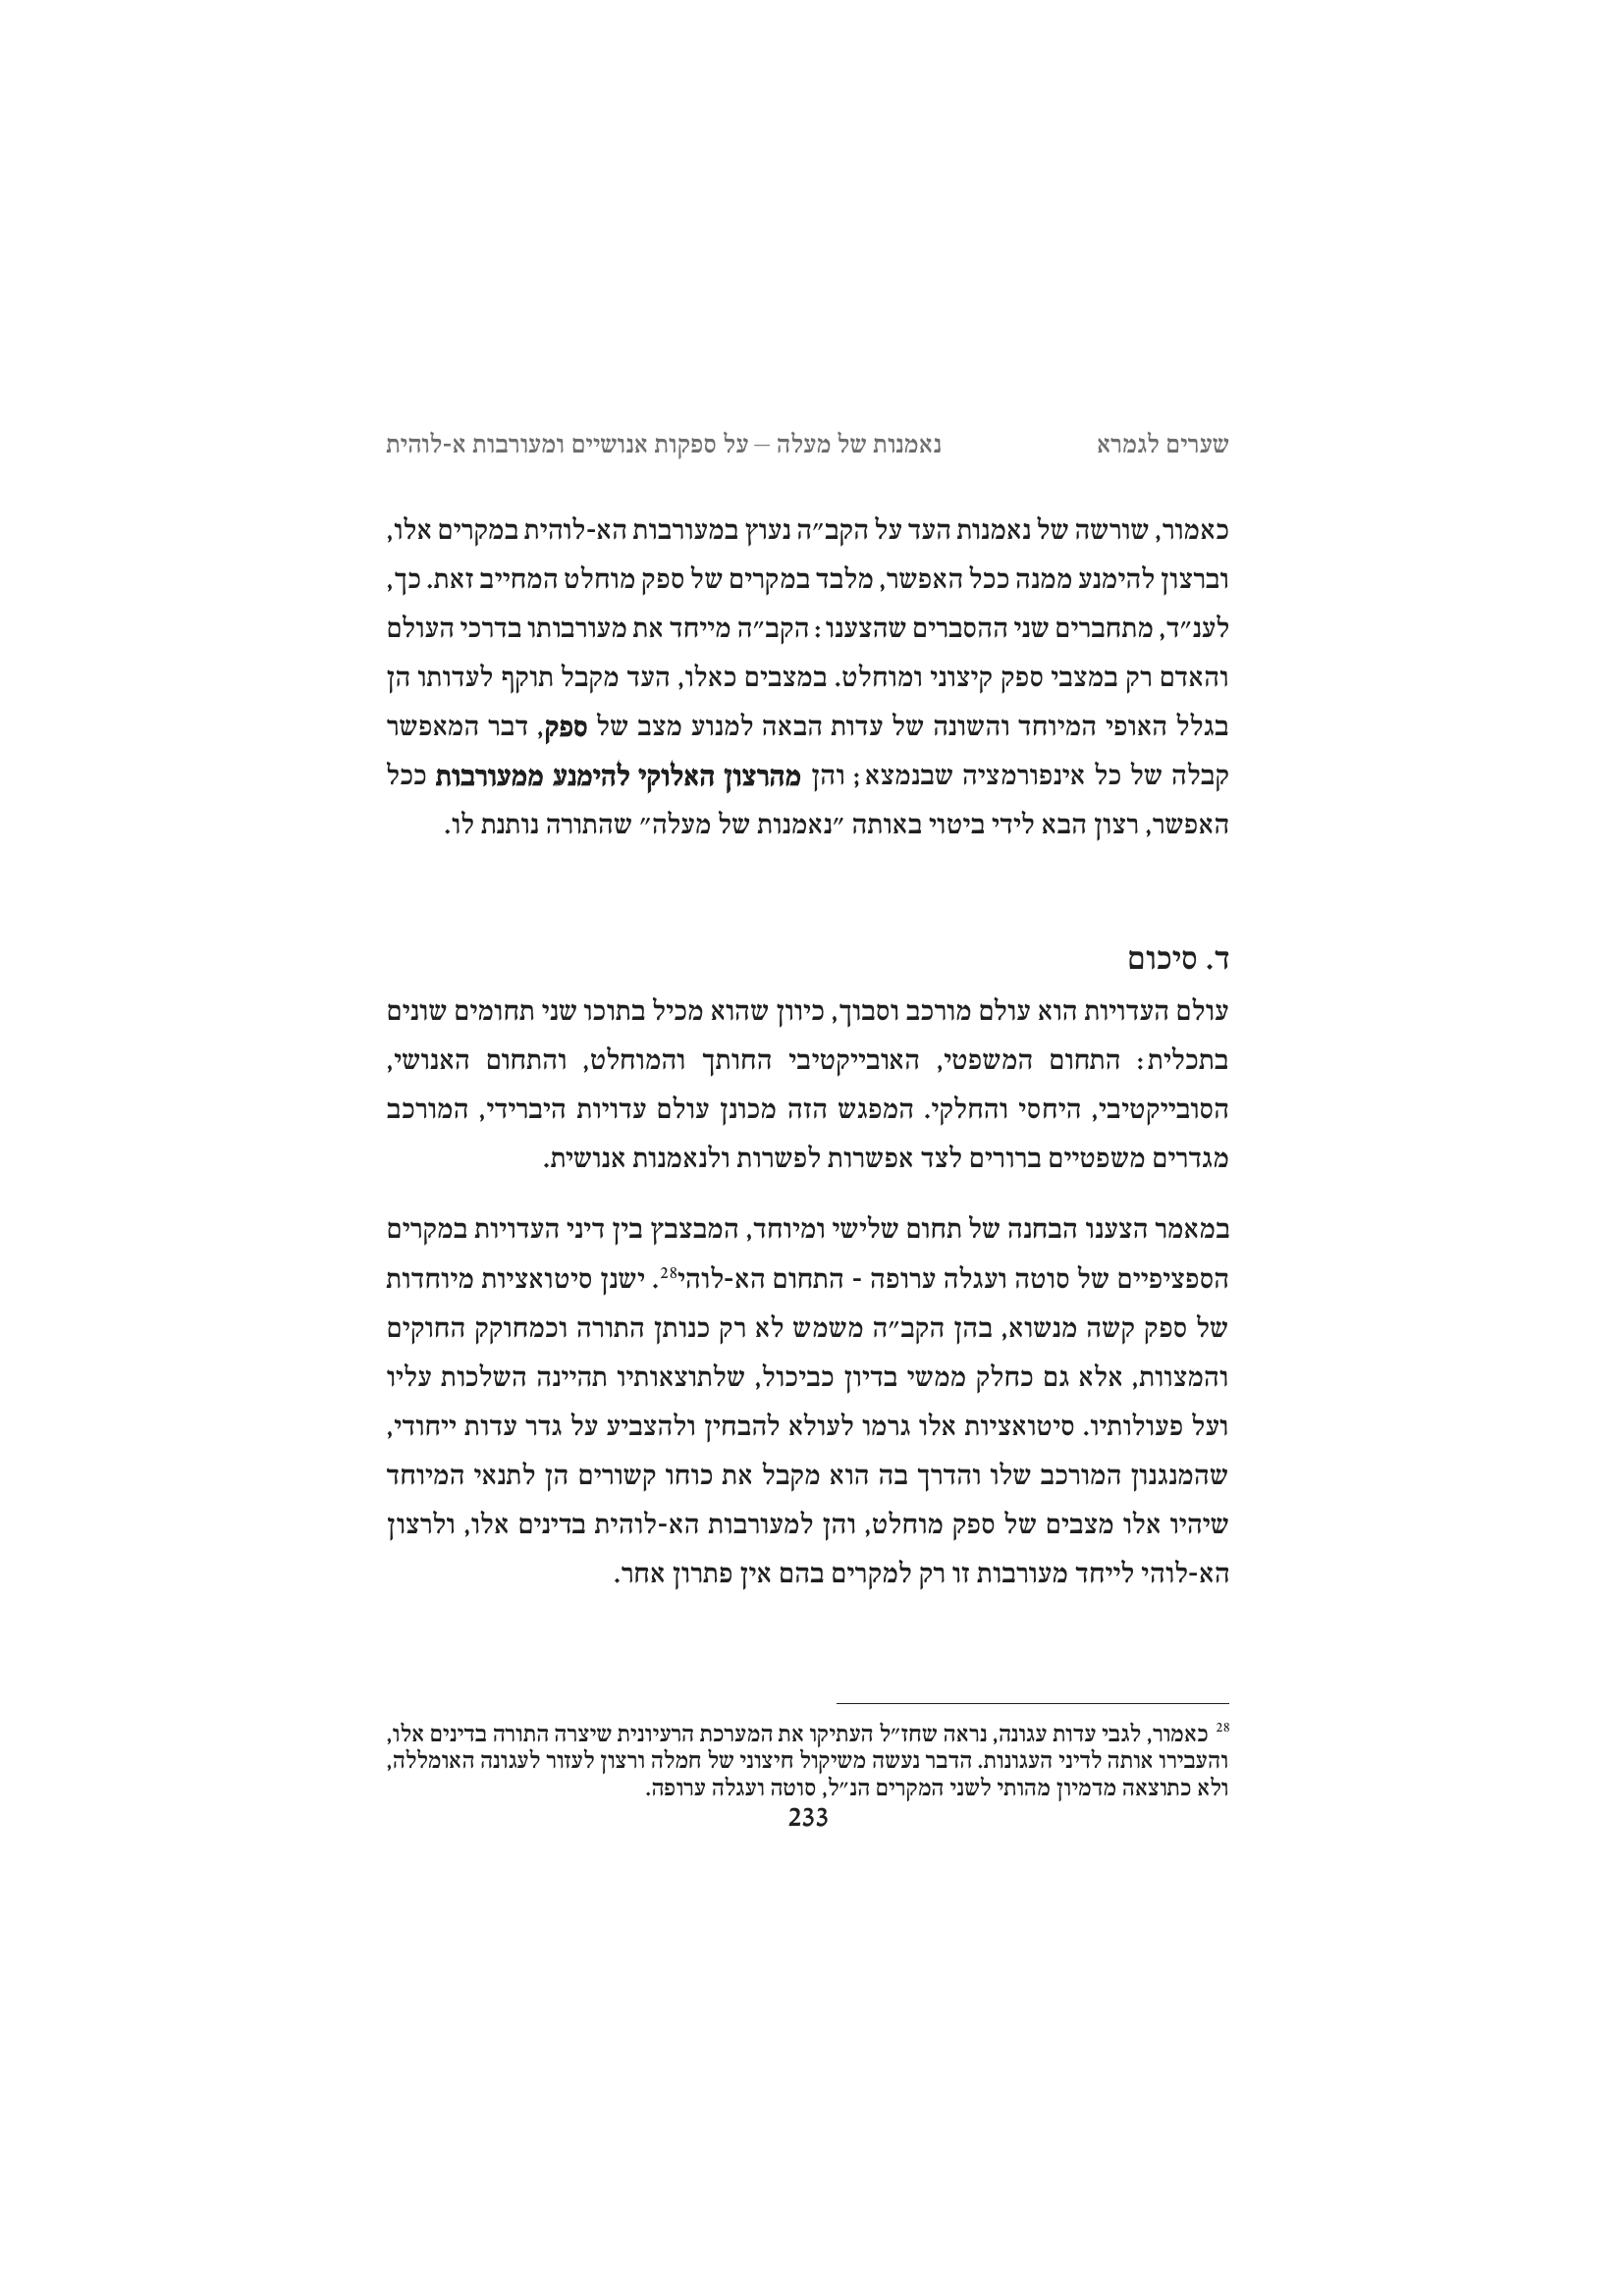 שערים לגמרא נאמנות של מעלה – על ספקות אנושיים ומעורבות א-לוהית
כאמור, שורשה של נאמנות העד על הקב״ה נעוץ במעורבות הא-לוהית במקרים אלו,
וברצון להימנע ממנה ככל האפשר, מלבד במקרים של ספק מוחלט המחייב זאת. כך,
לענ״ד, מתחברים שני ההסברים שהצענו: הקב״ה מייחד את מעורבותו בדרכי העולם
והאדם רק במצבי ספק קיצוני ומוחלט. במצבים כאלו, העד מקבל תוקף לעדותו הן
בגלל האופי המיוחד והשונה של עדות הבאה למנוע מצב של ספק, דבר המאפשר
קבלה של כל אינפורמציה שבנמצא; והן מהרצון האלוקי להימנע ממעורבות ככל
האפשר, רצון הבא לידי ביטוי באותה ״נאמנות של מעלה״ שהתורה נותנת לו.
ד. סיכום
עולם העדויות הוא עולם מורכב וסבוך, כיוון שהוא מכיל בתוכו שני תחומים שונים
בתכלית: התחום המשפטי, האובייקטיבי החותך והמוחלט, והתחום האנושי,
הסובייקטיבי, היחסי והחלקי. המפגש הזה מכונן עולם עדויות היברידי, המורכב
מגדרים משפטיים ברורים לצד אפשרות לפשרות ולנאמנות אנושית.
במאמר הצענו הבחנה של תחום שלישי ומיוחד, המבצבץ בין דיני העדויות במקרים
הספציפיים של סוטה ועגלה ערופה - התחום הא-לוהי28. ישנן סיטואציות מיוחדות
של ספק קשה מנשוא, בהן הקב״ה משמש לא רק כנותן התורה וכמחוקק החוקים
והמצוות, אלא גם כחלק ממשי בדיון כביכול, שלתוצאותיו תהיינה השלכות עליו
ועל פעולותיו. סיטואציות אלו גרמו לעולא להבחין ולהצביע על גדר עדות ייחודי,
שהמנגנון המורכב שלו והדרך בה הוא מקבל את כוחו קשורים הן לתנאי המיוחד
שיהיו אלו מצבים של ספק מוחלט, והן למעורבות הא-לוהית בדינים אלו, ולרצון
הא-לוהי לייחד מעורבות זו רק למקרים בהם אין פתרון אחר.
28 כאמור, לגבי עדות עגונה, נראה שחז״ל העתיקו את המערכת הרעיונית שיצרה התורה בדינים אלו,
והעבירו אותה לדיני העגונות. הדבר נעשה משיקול חיצוני של חמלה ורצון לעזור לעגונה האומללה,
ולא כתוצאה מדמיון מהותי לשני המקרים הנ״ל, סוטה ועגלה ערופה.
233